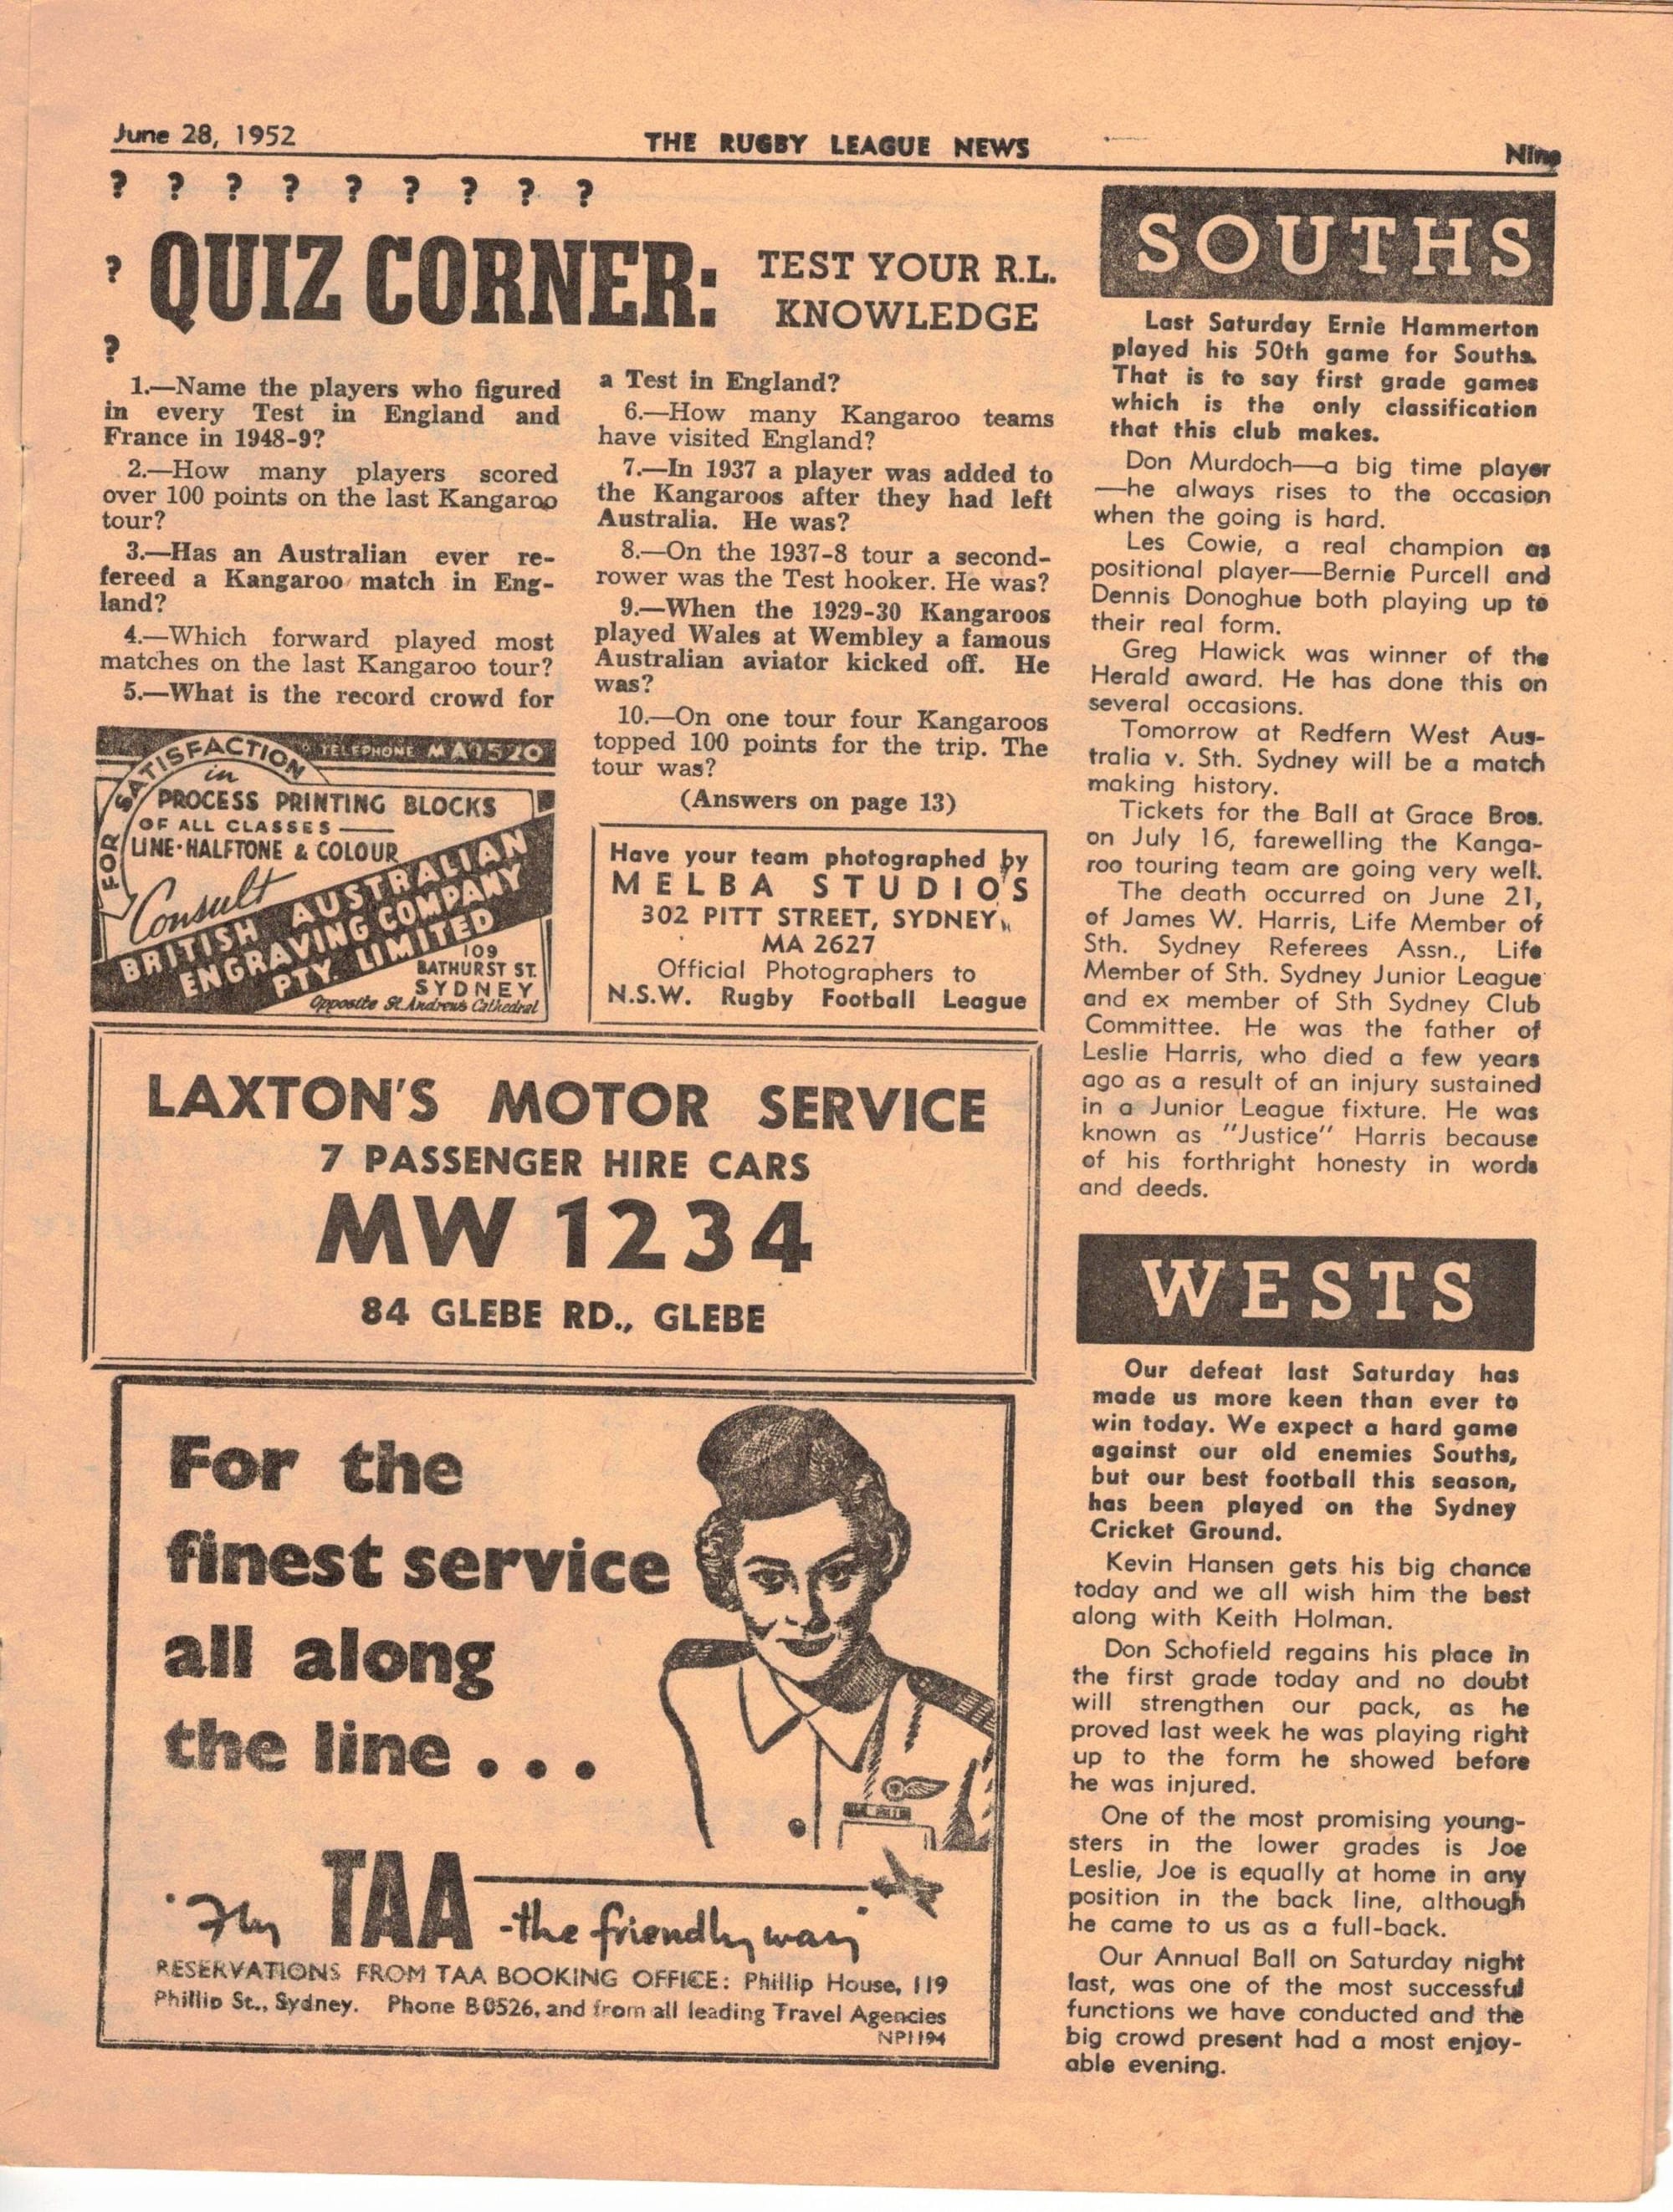 June 28, 1952
THE RUGBY LEAGUE NEWS
Nine
? ? ? ? ? ? ? ? ?
?
?
QUIZ CORNER:
TEST YOUR R.L.
KNOWLEDGE
1.—Name the players who figured
in every Test in England and
France in 1948-9?
2.—How many players scored
over 100 points on the last Kangaroo
tour?
3.—Has an Australian ever re-
fereed a Kangaroo match in Eng-
land?
4.—Which forward played most
matches on the last Kangaroo tour?
5.—What is the record crowd for
a Test in England?
6.—How many Kangaroo teams
have visited England?
7.—In 1937 a player was added to
the Kangaroos after they had left
Australia. He was?
8.—On the 1937-8 tour a second-
rower was the Test hooker. He was?
9.—When the 1929-30 Kangaroos
played Wales at Wembley a famous
Australian aviator kicked off. He
was?
10.—On one tour four Kangaroos
topped 100 points for the trip. The
tour was?
(Answers on page 13)
TELEPHONE MA1520
FOR SATISFACTION
in
PROCESS PRINTING BLOCKS
OF ALL CLASSES
LINE·HALFTONE & COLOUR
Consult
BRITISH AUSTRALIAN
ENGRAVING COMPANY
PTY. LIMITED
109
BATHURST ST.
SYDNEY
Opposite St. Andrew's Cathedral
Have your team photographed by
MELBA STUDIOS
302 PITT STREET, SYDNEY
MA 2627
Official Photographers to
N.S.W. Rugby Football League
LAXTON'S MOTOR SERVICE
7 PASSENGER HIRE CARS
MW 1234
84 GLEBE RD., GLEBE
For the
finest service
all along
the line . . .
'Fly TAA -the friendly way'
RESERVATIONS FROM TAA BOOKING OFFICE: Phillip House, 119
Phillip St., Sydney. Phone B0526, and from all leading Travel Agencies
NP1194
SOUTHS
Last Saturday Ernie Hammerton
played his 50th game for Souths.
That is to say first grade games
which is the only classification
that this club makes.
Don Murdoch—a big time player
—he always rises to the occasion
when the going is hard.
Les Cowie, a real champion as
positional player—Bernie Purcell and
Dennis Donoghue both playing up to
their real form.
Greg Hawick was winner of the
Herald award. He has done this on
several occasions.
Tomorrow at Redfern West Aus-
tralia v. Sth. Sydney will be a match
making history.
Tickets for the Ball at Grace Bros.
on July 16, farewelling the Kanga-
roo touring team are going very well.
The death occurred on June 21,
of James W. Harris, Life Member of
Sth. Sydney Referees Assn., Life
Member of Sth. Sydney Junior League
and ex member of Sth Sydney Club
Committee. He was the father of
Leslie Harris, who died a few years
ago as a result of an injury sustained
in a Junior League fixture. He was
known as "Justice" Harris because
of his forthright honesty in words
and deeds.
WESTS
Our defeat last Saturday has
made us more keen than ever to
win today. We expect a hard game
against our old enemies Souths,
but our best football this season,
has been played on the Sydney
Cricket Ground.
Kevin Hansen gets his big chance
today and we all wish him the best
along with Keith Holman.
Don Schofield regains his place in
the first grade today and no doubt
will strengthen our pack, as he
proved last week he was playing right
up to the form he showed before
he was injured.
One of the most promising young-
sters in the lower grades is Joe
Leslie, Joe is equally at home in any
position in the back line, although
he came to us as a full-back.
Our Annual Ball on Saturday night
last, was one of the most successful
functions we have conducted and the
big crowd present had a most enjoy-
able evening.